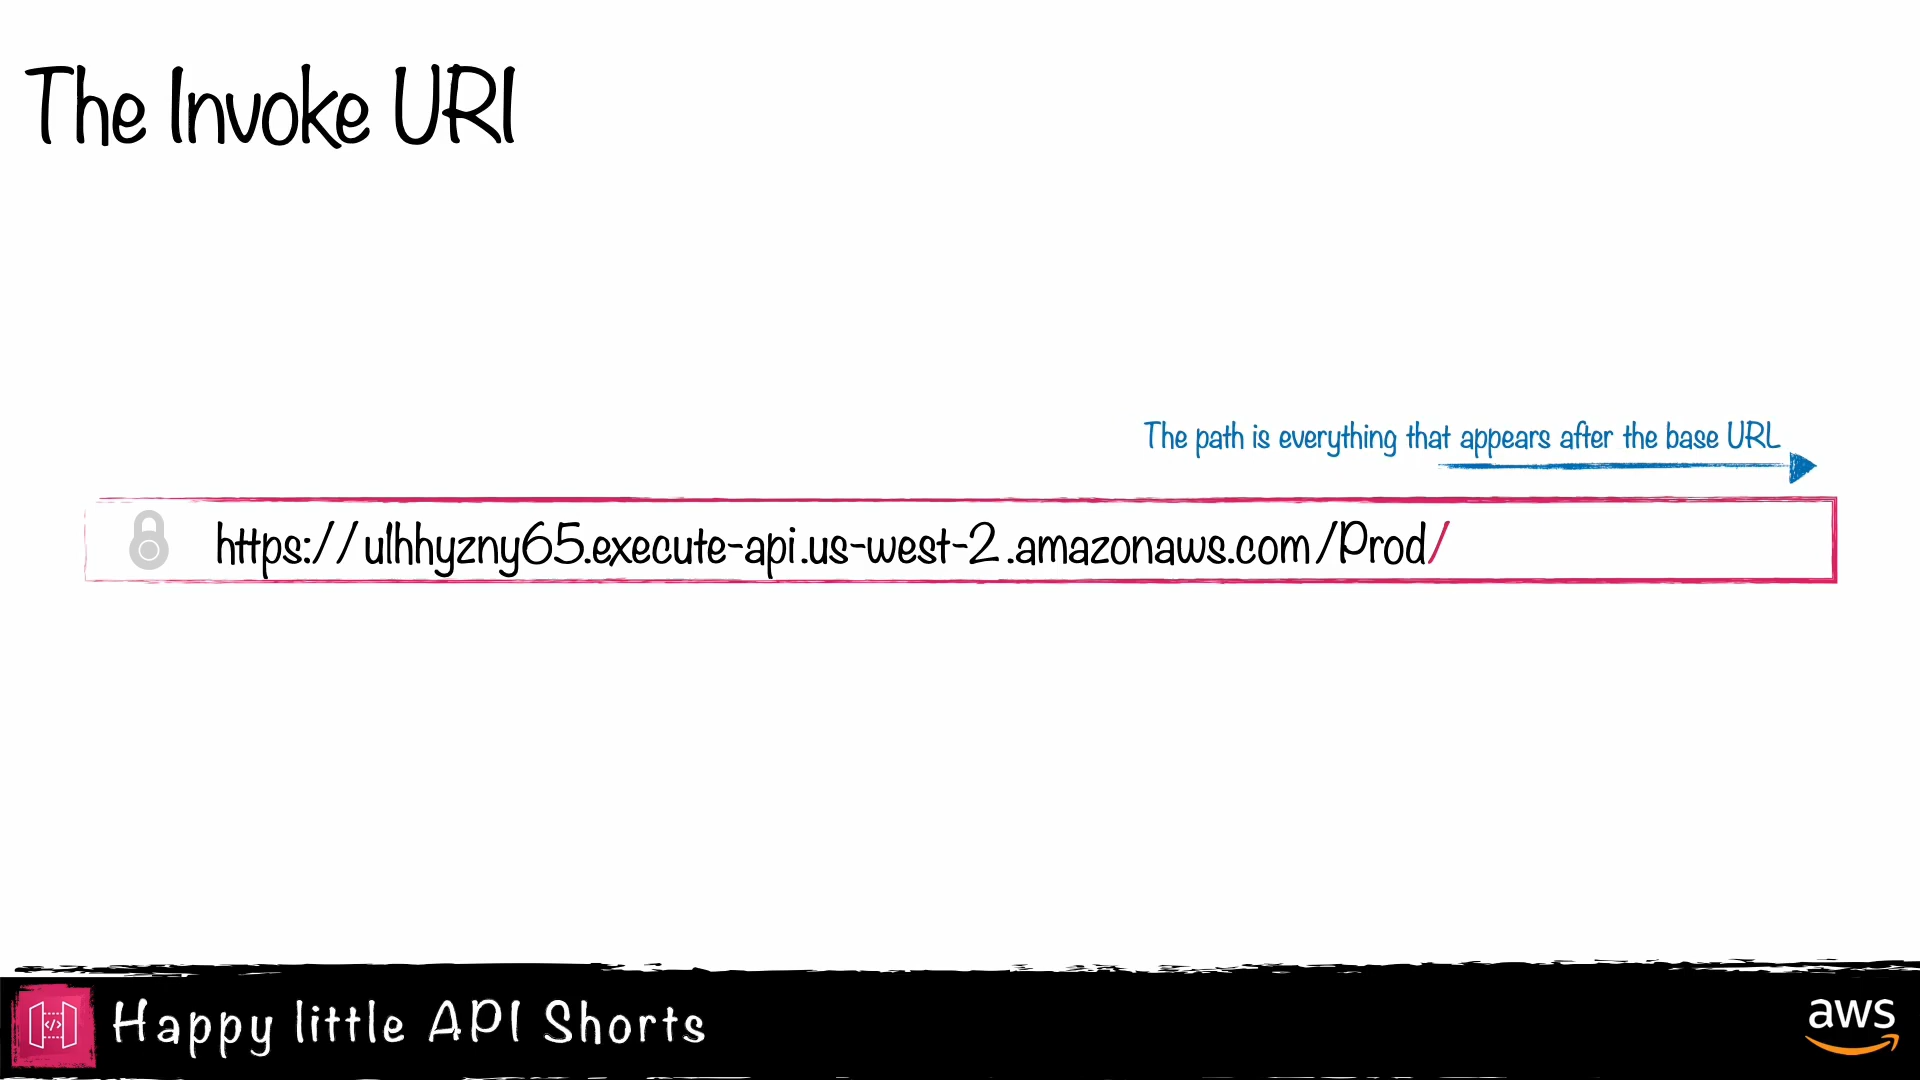 The Invoke URI
The path is everything that appears after the base URL
https://ulhhyzny65.execute-api.us-west-2.amazonaws.com/Prod/
Happy little API Shorts
aws